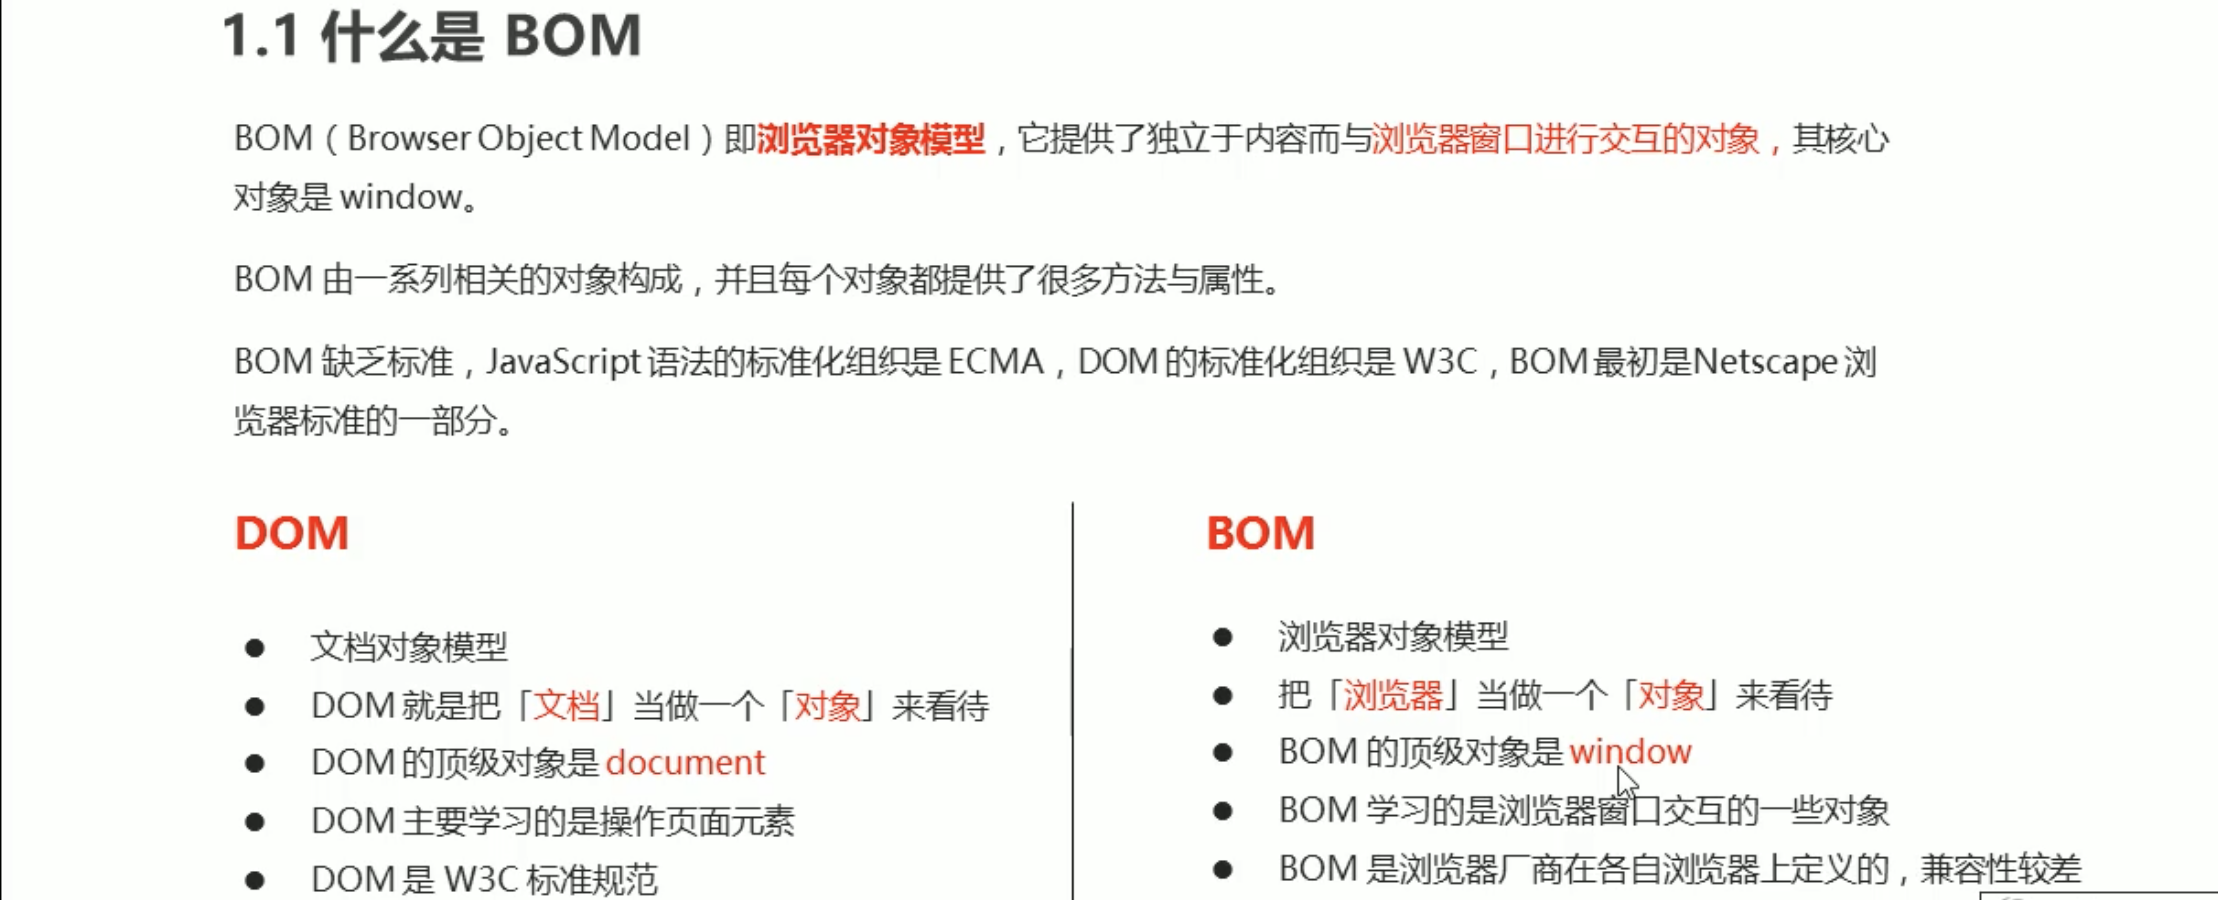 1.1 什么是 BOM
BOM（Browser Object Model）即浏览器对象模型，它提供了独立于内容而与浏览器窗口进行交互的对象，其核心
对象是 window。
BOM 由一系列相关的对象构成，并且每个对象都提供了很多方法与属性。
BOM 缺乏标准，JavaScript 语法的标准化组织是 ECMA，DOM 的标准化组织是 W3C，BOM 最初是Netscape 浏
览器标准的一部分。
DOM
● 文档对象模型
● DOM 就是把「文档」当做一个「对象」来看待
● DOM 的顶级对象是 document
● DOM 主要学习的是操作页面元素
● DOM 是 W3C 标准规范
BOM
● 浏览器对象模型
● 把「浏览器」当做一个「对象」来看待
● BOM 的顶级对象是 window
● BOM 学习的是浏览器窗口交互的一些对象
● BOM 是浏览器厂商在各自浏览器上定义的，兼容性较差